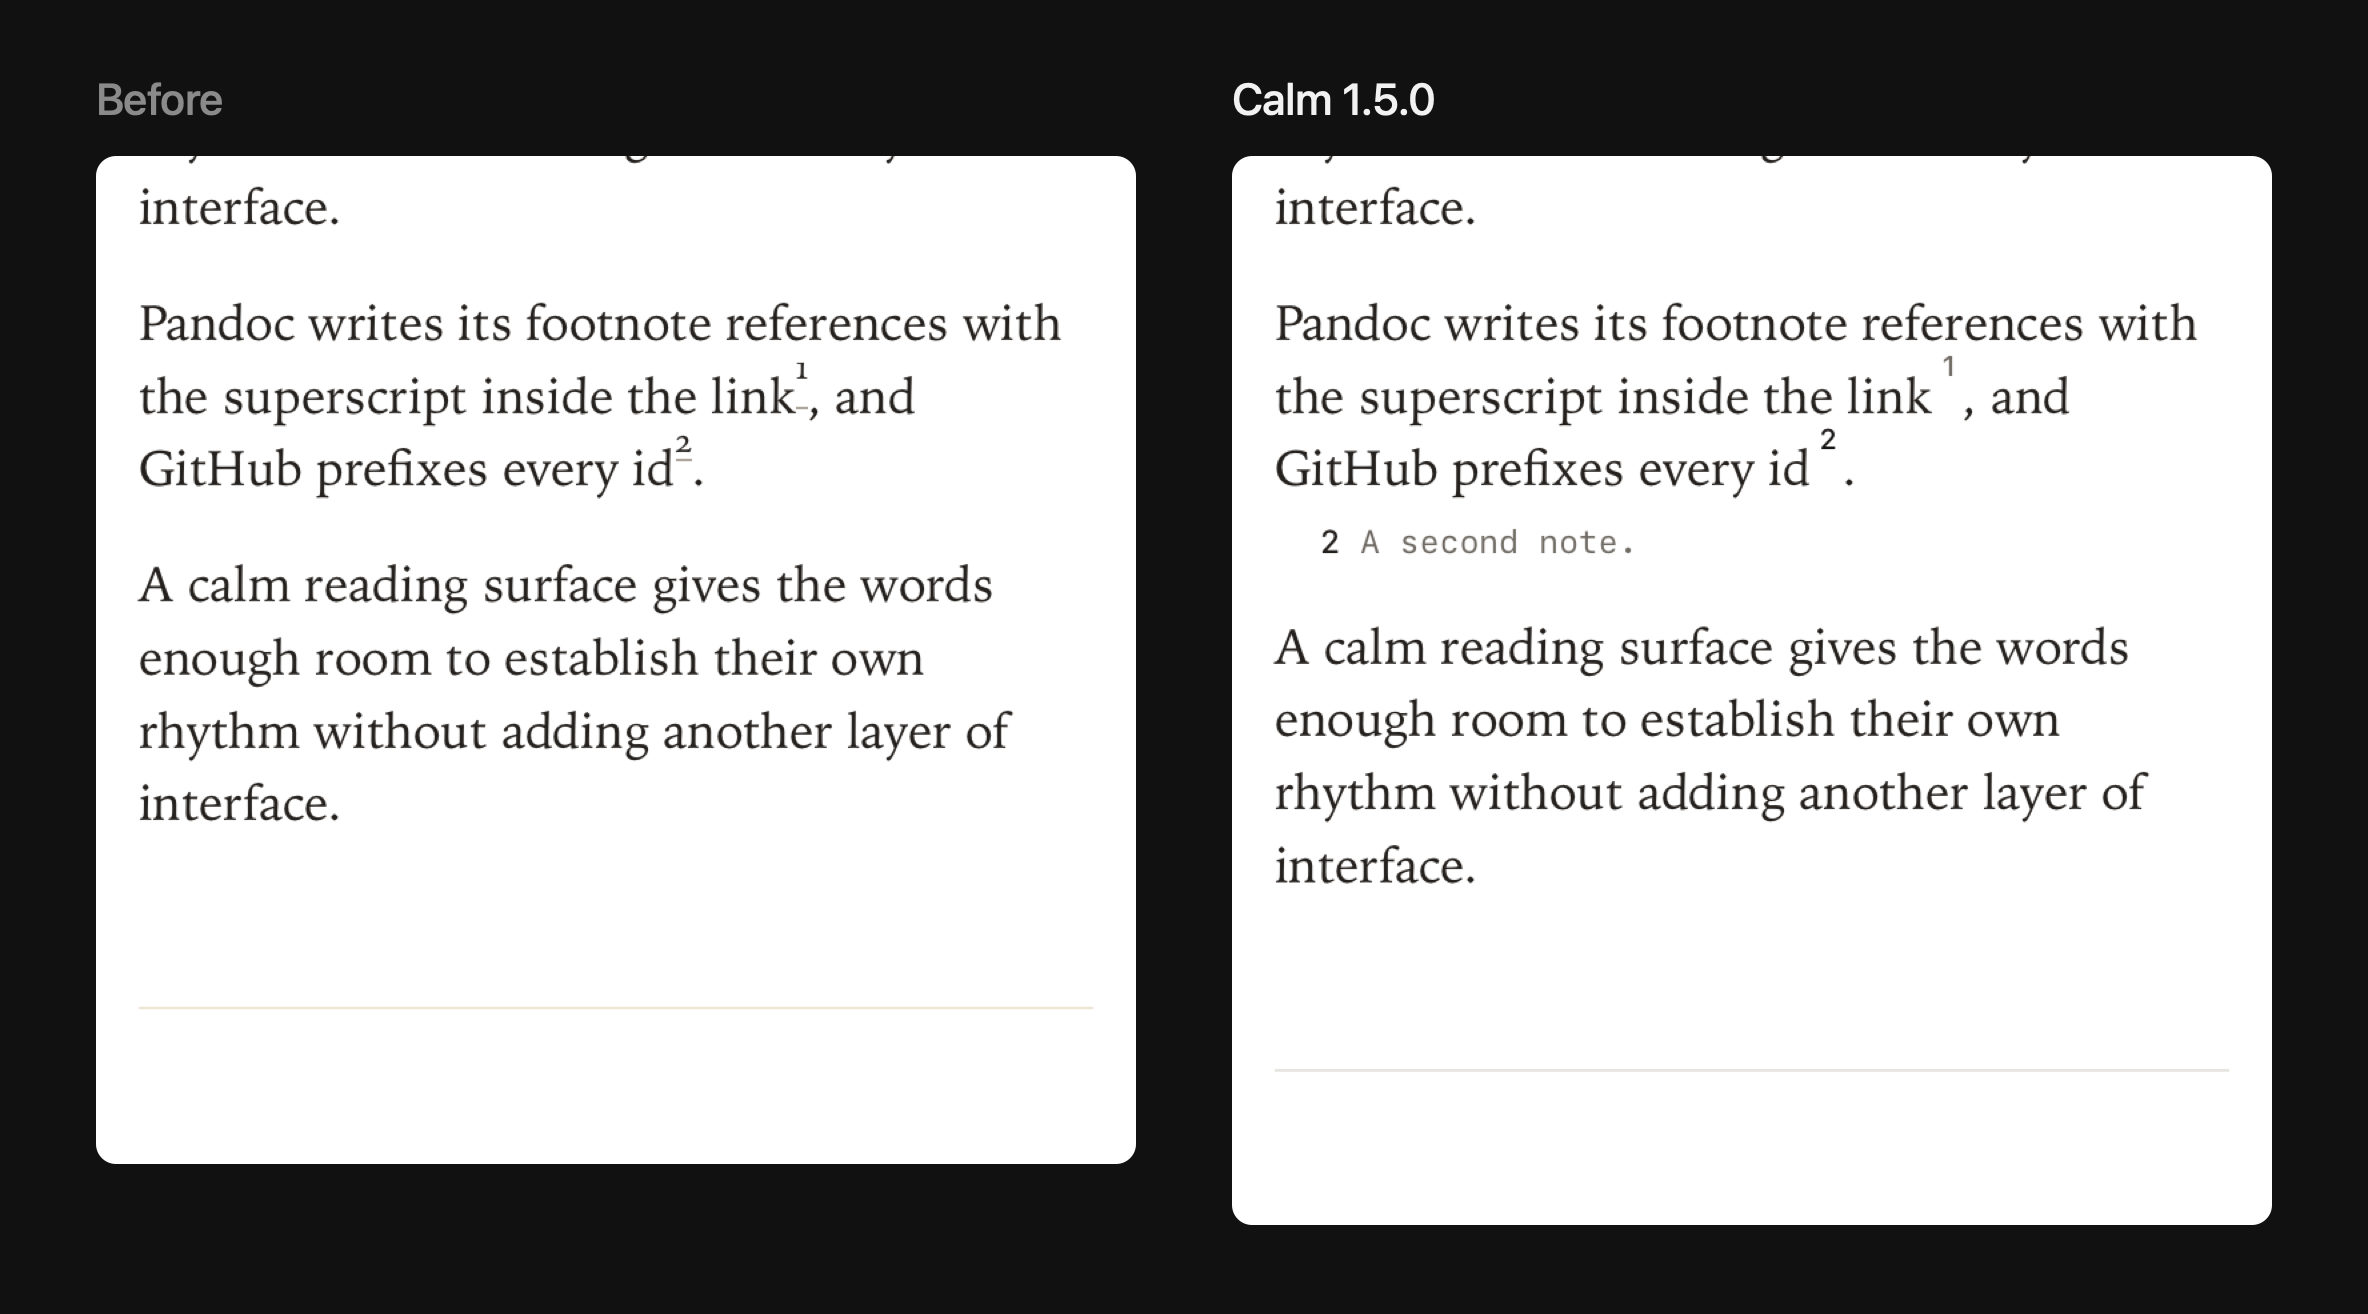 Before
interface.
Pandoc writes its footnote references with
the superscript inside the link¹, and
GitHub prefixes every id².
A calm reading surface gives the words
enough room to establish their own
rhythm without adding another layer of
interface.
Calm 1.5.0
interface.
Pandoc writes its footnote references with
the superscript inside the link ¹, and
GitHub prefixes every id ².
2 A second note.
A calm reading surface gives the words
enough room to establish their own
rhythm without adding another layer of
interface.